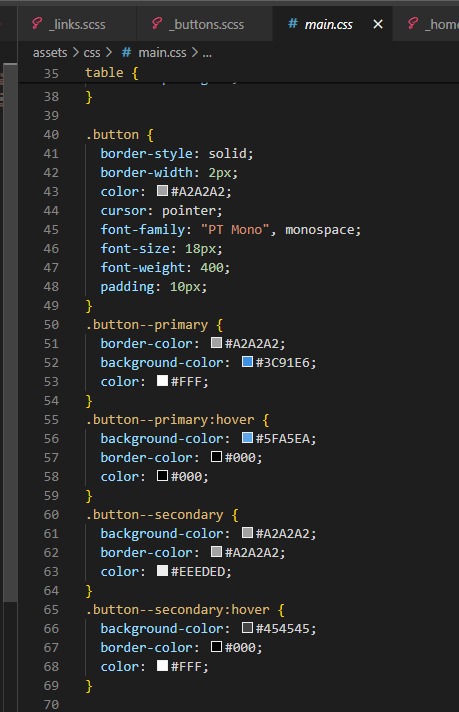 _links.scss _buttons.scss # main.css × _home
assets > css > # main.css > ...
35 table {
38 }
39
40 .button {
41 border-style: solid;
42 border-width: 2px;
43 color: #A2A2A2;
44 cursor: pointer;
45 font-family: "PT Mono", monospace;
46 font-size: 18px;
47 font-weight: 400;
48 padding: 10px;
49 }
50 .button--primary {
51 border-color: #A2A2A2;
52 background-color: #3C91E6;
53 color: #FFF;
54 }
55 .button--primary:hover {
56 background-color: #5FA5EA;
57 border-color: #000;
58 color: #000;
59 }
60 .button--secondary {
61 background-color: #A2A2A2;
62 border-color: #A2A2A2;
63 color: #EEEDED;
64 }
65 .button--secondary:hover {
66 background-color: #454545;
67 border-color: #000;
68 color: #FFF;
69 }
70